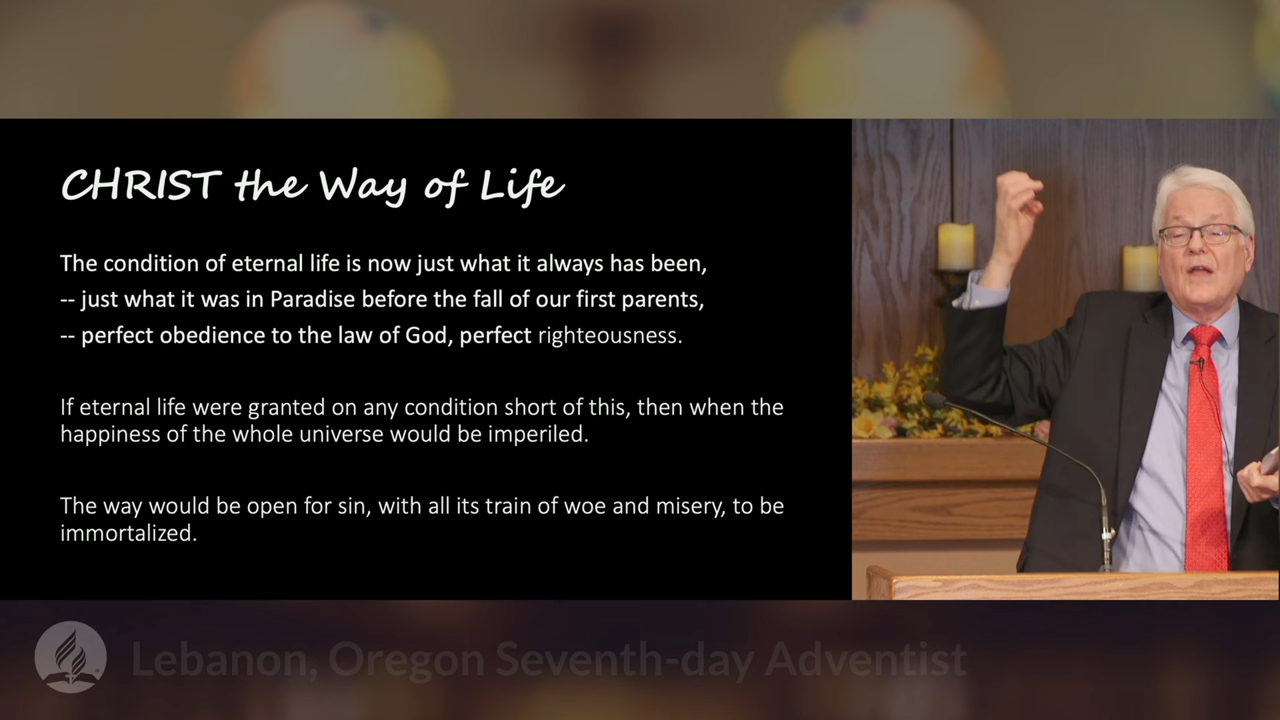 CHRIST the Way of Life
The condition of eternal life is now just what it always has been,
-- just what it was in Paradise before the fall of our first parents,
-- perfect obedience to the law of God, perfect righteousness.
If eternal life were granted on any condition short of this, then when the
happiness of the whole universe would be imperiled.
The way would be open for sin, with all its train of woe and misery, to be
immortalized.
Lebanon, Oregon Seventh-day Adventist